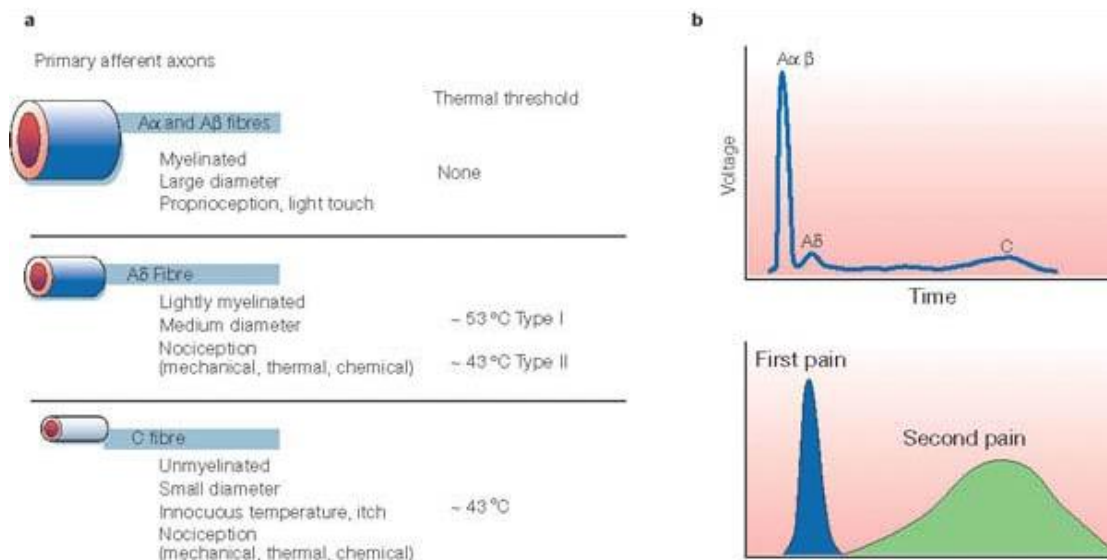 a
Primary afferent axons
Thermal threshold
Aα and Aβ fibres
Myelinated
Large diameter
Proprioception, light touch
None
Aδ Fibre
Lightly myelinated
Medium diameter
Nociception
(mechanical, thermal, chemical)
~ 53 °C Type I
~ 43 °C Type II
C fibre
Unmyelinated
Small diameter
Innocuous temperature, itch
Nociception
(mechanical, thermal, chemical)
~ 43 °C
b
Aα β
Voltage
Aδ
C
Time
First pain
Second pain